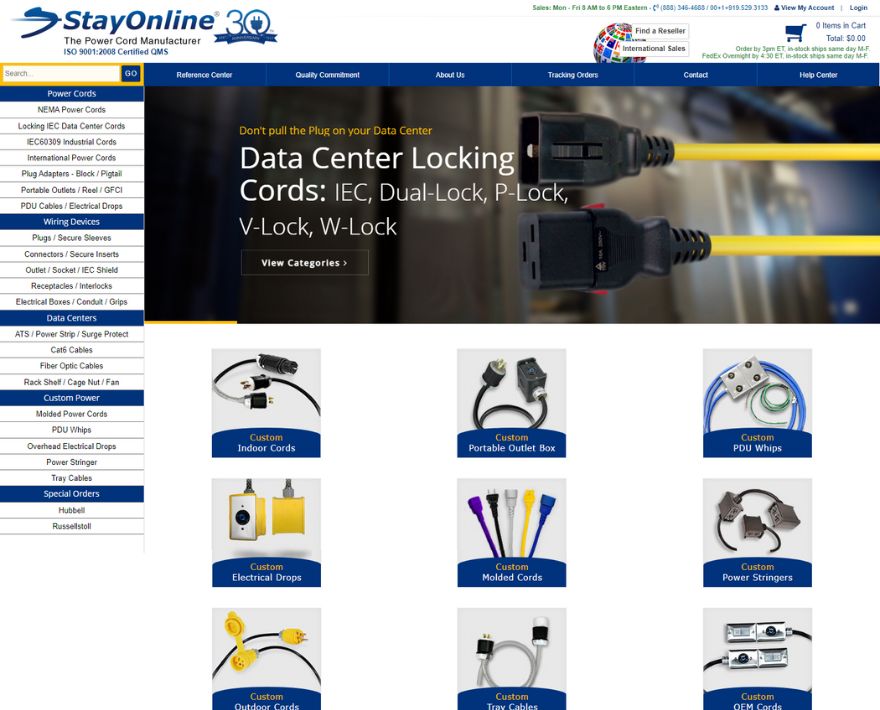 StayOnline®
30
The Power Cord Manufacturer
ISO 9001:2008 Certified QMS
Sales: Mon - Fri 8 AM to 6 PM Eastern - (888) 346-4688 / 001+1+919.529.3133
View My Account | Login
Find a Reseller
International Sales
0 Items in Cart
Total: $0.00
Order by 3pm ET, in-stock ships same day M-F.
FedEx Overnight by 4:30 ET, in-stock ships same day M-F
Search...
GO
Reference Center
Quality Commitment
About Us
Tracking Orders
Contact
Help Center
Power Cords
NEMA Power Cords
Locking IEC Data Center Cords
IEC60309 Industrial Cords
International Power Cords
Plug Adapters - Block / Pigtail
Portable Outlets / Reel / GFCI
PDU Cables / Electrical Drops
Wiring Devices
Plugs / Secure Sleeves
Connectors / Secure Inserts
Outlet / Socket / IEC Shield
Receptacles / Interlocks
Electrical Boxes / Conduit / Grips
Data Centers
ATS / Power Strip / Surge Protect
Cat6 Cables
Fiber Optic Cables
Rack Shelf / Cage Nut / Fan
Custom Power
Molded Power Cords
PDU Whips
Overhead Electrical Drops
Power Stringer
Tray Cables
Special Orders
Hubbell
Russellstoll
Don't pull the Plug on your Data Center
Data Center Locking
Cords: IEC, Dual-Lock, P-Lock,
V-Lock, W-Lock
View Categories ›
Custom
Indoor Cords
Custom
Portable Outlet Box
Custom
PDU Whips
Custom
Electrical Drops
Custom
Molded Cords
Custom
Power Stringers
Custom
Outdoor Cords
Custom
Tray Cables
Custom
OEM Cords